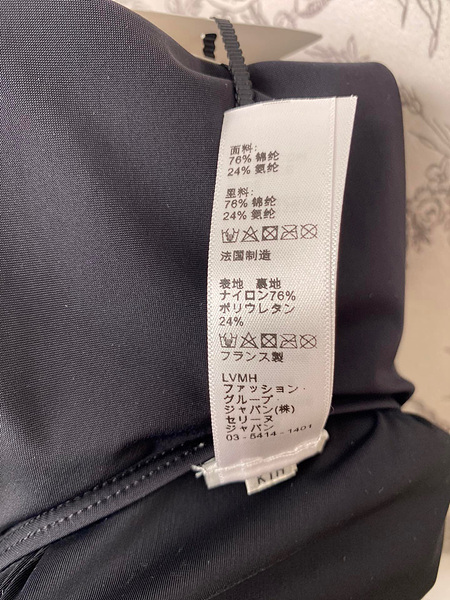 面料:
76% 锦纶
24% 氨纶
里料:
76% 锦纶
24% 氨纶
法国制造
表地 裏地
ナイロン76%
ポリウレタン
24%
フランス製
LVMH
ファッション・
グループ
ジャパン(株)
セリーヌ
ジャパン
03-5414-1401